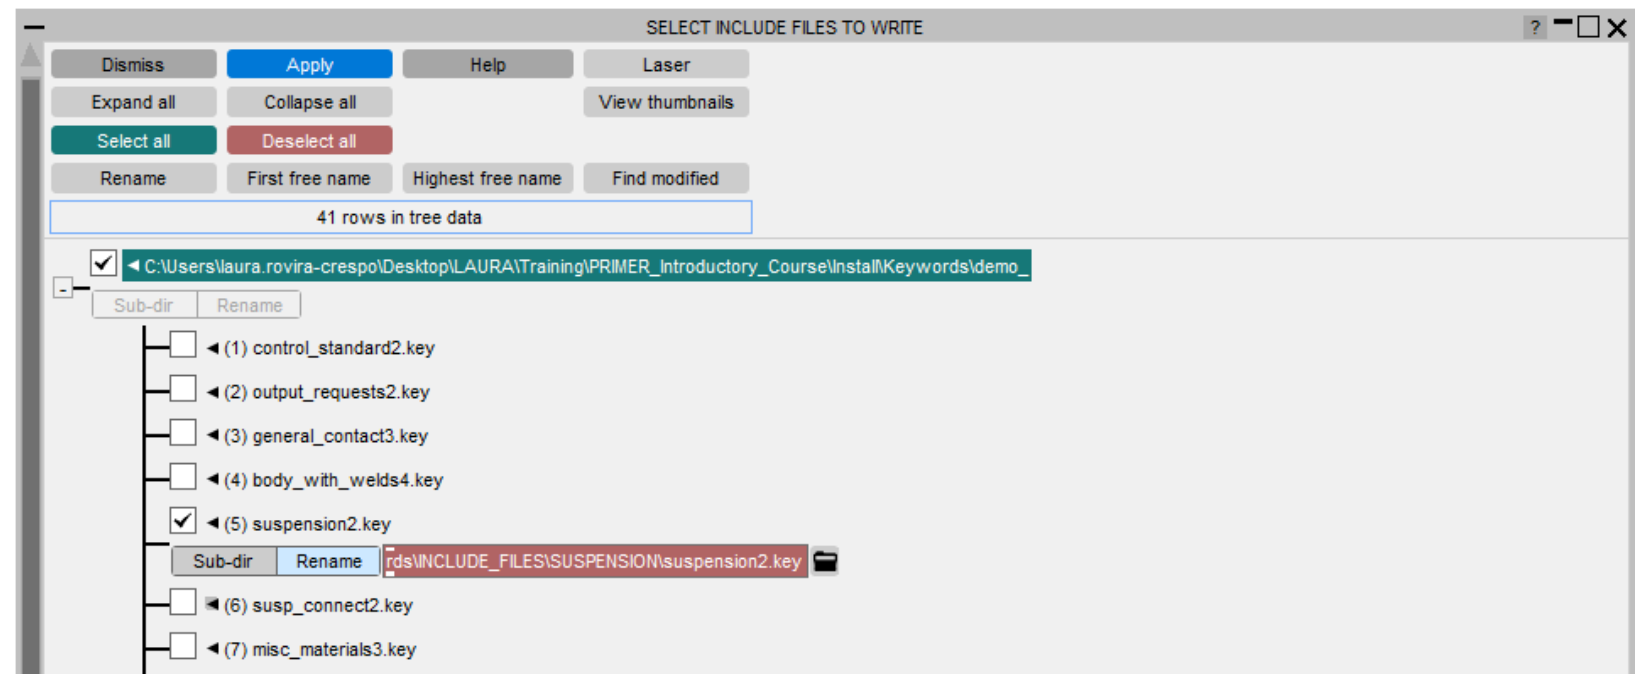 SELECT INCLUDE FILES TO WRITE ?
Dismiss Apply Help Laser
Expand all Collapse all View thumbnails
Select all Deselect all
Rename First free name Highest free name Find modified
41 rows in tree data
C:\Users\laura.rovira-crespo\Desktop\LAURA\Training\PRIMER_Introductory_Course\Install\Keywords\demo_
Sub-dir Rename
(1) control_standard2.key
(2) output_requests2.key
(3) general_contact3.key
(4) body_with_welds4.key
(5) suspension2.key
Sub-dir Rename rds\INCLUDE_FILES\SUSPENSION\suspension2.key
(6) susp_connect2.key
(7) misc_materials3.key